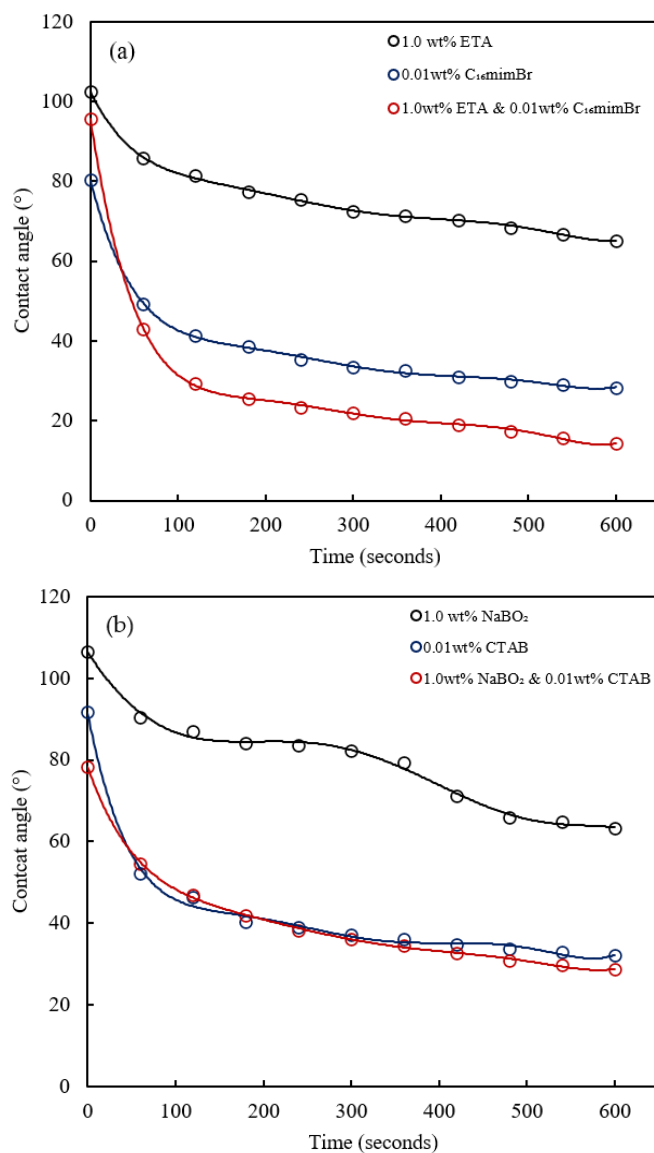 (a)
1.0 wt% ETA
0.01wt% C₁₆mimBr
1.0wt% ETA & 0.01wt% C₁₆mimBr
120
100
80
60
40
20
0
Contact angle (°)
0 100 200 300 400 500 600
Time (seconds)
(b)
1.0 wt% NaBO₂
0.01wt% CTAB
1.0wt% NaBO₂ & 0.01wt% CTAB
120
100
80
60
40
20
0
Contcat angle (°)
0 100 200 300 400 500 600
Time (seconds)